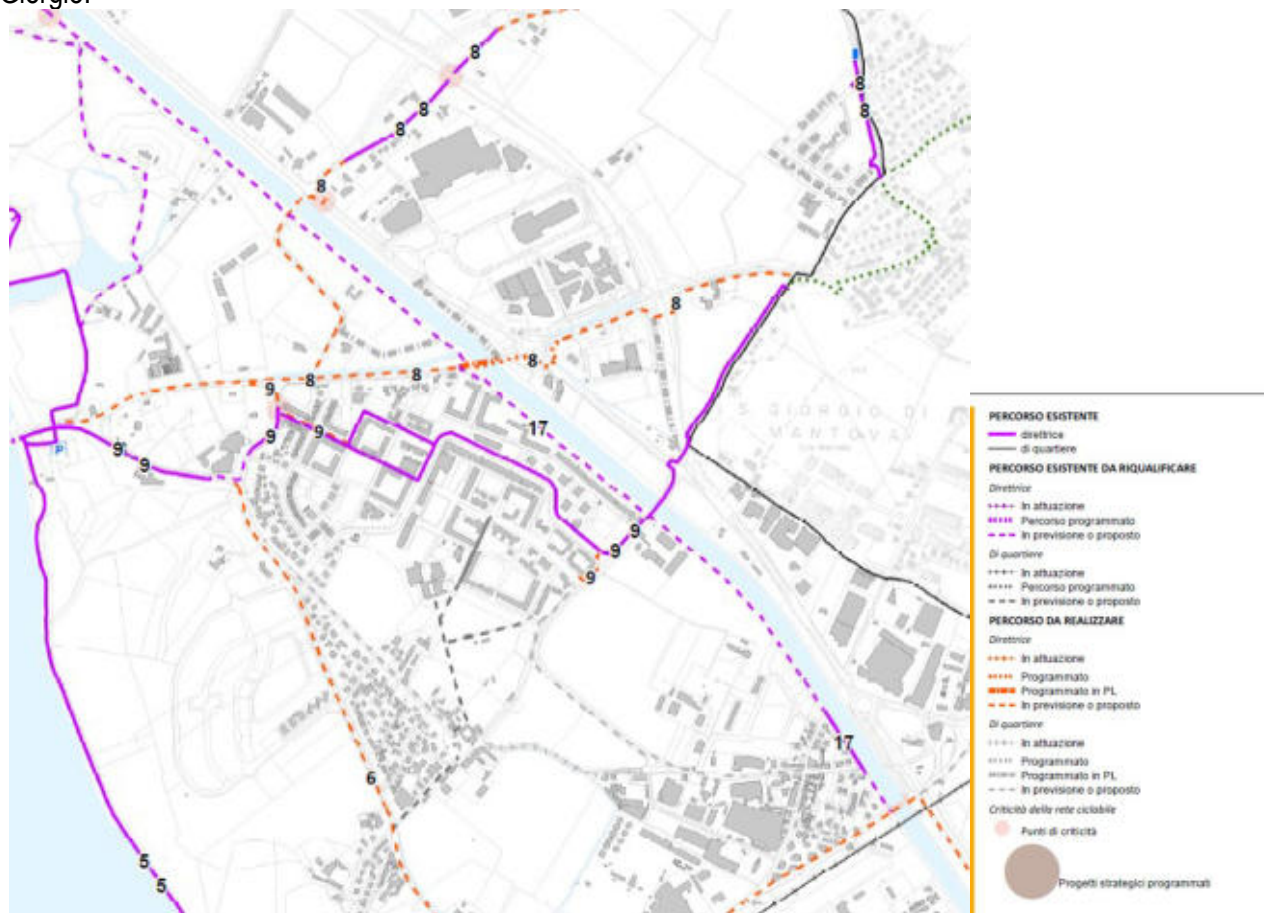 Giorgio.
8
8
8
8
8
8
8
8
9
8
8
9
17
9
9
9
9
P
S GIORGIO DI
MANTOVA
9
9
9
17
6
5
5
PERCORSO ESISTENTE
direttrice
di quartiere
PERCORSO ESISTENTE DA RIQUALIFICARE
Direttrice
In attuazione
Percorso programmato
In previsione o proposto
Di quartiere
In attuazione
Percorso programmato
In previsione o proposto
PERCORSO DA REALIZZARE
Direttrice
In attuazione
Programmato
Programmato in PL
In previsione o proposto
Di quartiere
In attuazione
Programmato
Programmato in PL
In previsione o proposto
Criticità della rete ciclabile
Punti di criticità
Progetti strategici programmati